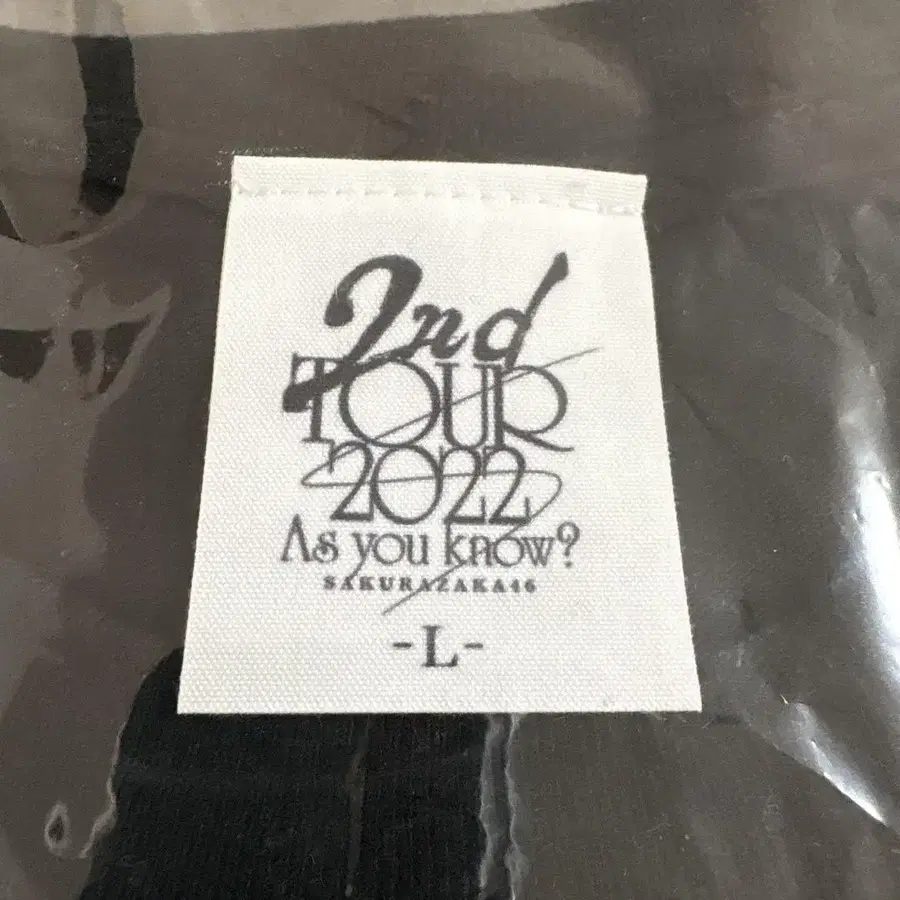 2nd
TOUR
2022
As you know?
SAKURAZAKA46
-L-